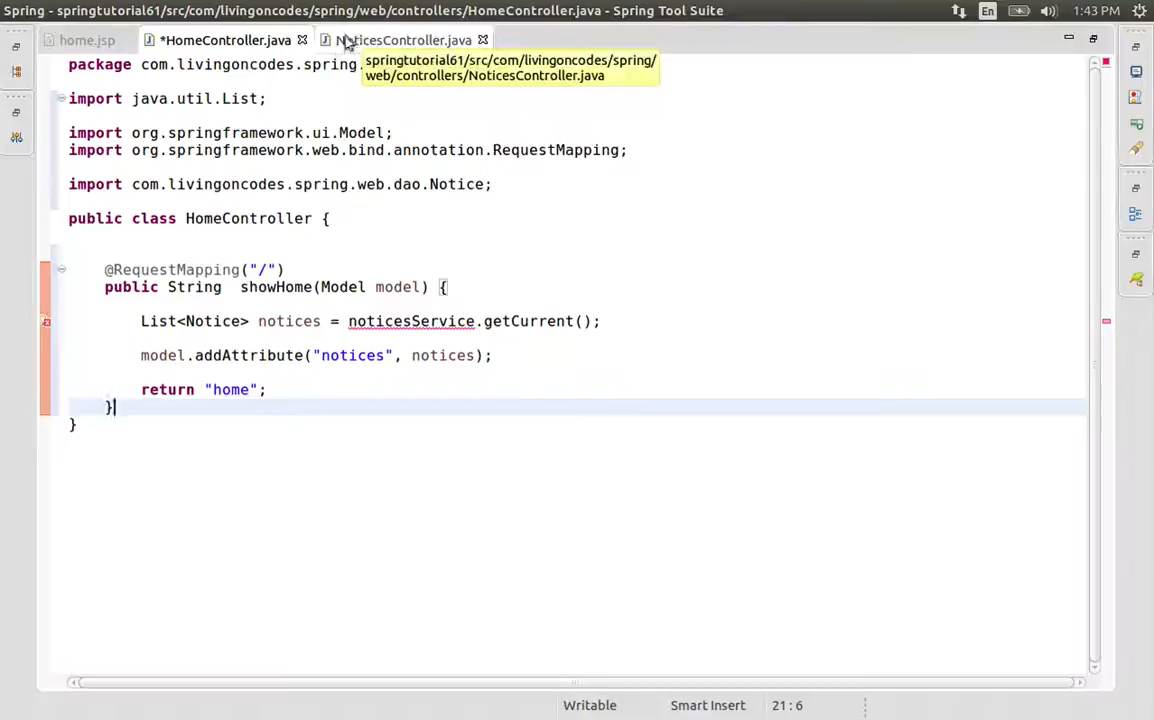 Spring - springtutorial61/src/com/livingoncodes/spring/web/controllers/HomeController.java - Spring Tool Suite
En
1:43 PM
home.jsp
*HomeController.java
NoticesController.java
springtutorial61/src/com/livingoncodes/spring/
web/controllers/NoticesController.java
package com.livingoncodes.spring.
import java.util.List;
import org.springframework.ui.Model;
import org.springframework.web.bind.annotation.RequestMapping;
import com.livingoncodes.spring.web.dao.Notice;
public class HomeController {
@RequestMapping("/")
public String  showHome(Model model) {
List<Notice> notices = noticesService.getCurrent();
model.addAttribute("notices", notices);
return "home";
}
}
Writable
Smart Insert
21 : 6